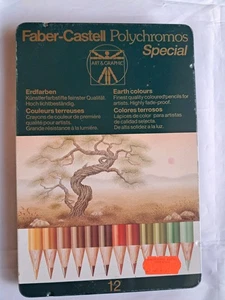 Faber-Castell Polychromos
Special
ART & GRAPHIC
Erdfarben
Künstlerfarbstifte feinster Qualität.
Hoch lichtbeständig.
Couleurs terreuses
Crayons de couleur da première
qualité pour artistes.
Grande résistance à la lumière.
Earth colours
Finest quality coloured pencils for
artists. Highly fade-proof.
Colores terrosos
Lápices de color para artistas
de calidad extrafina.
De alta solidez a la luz.
12